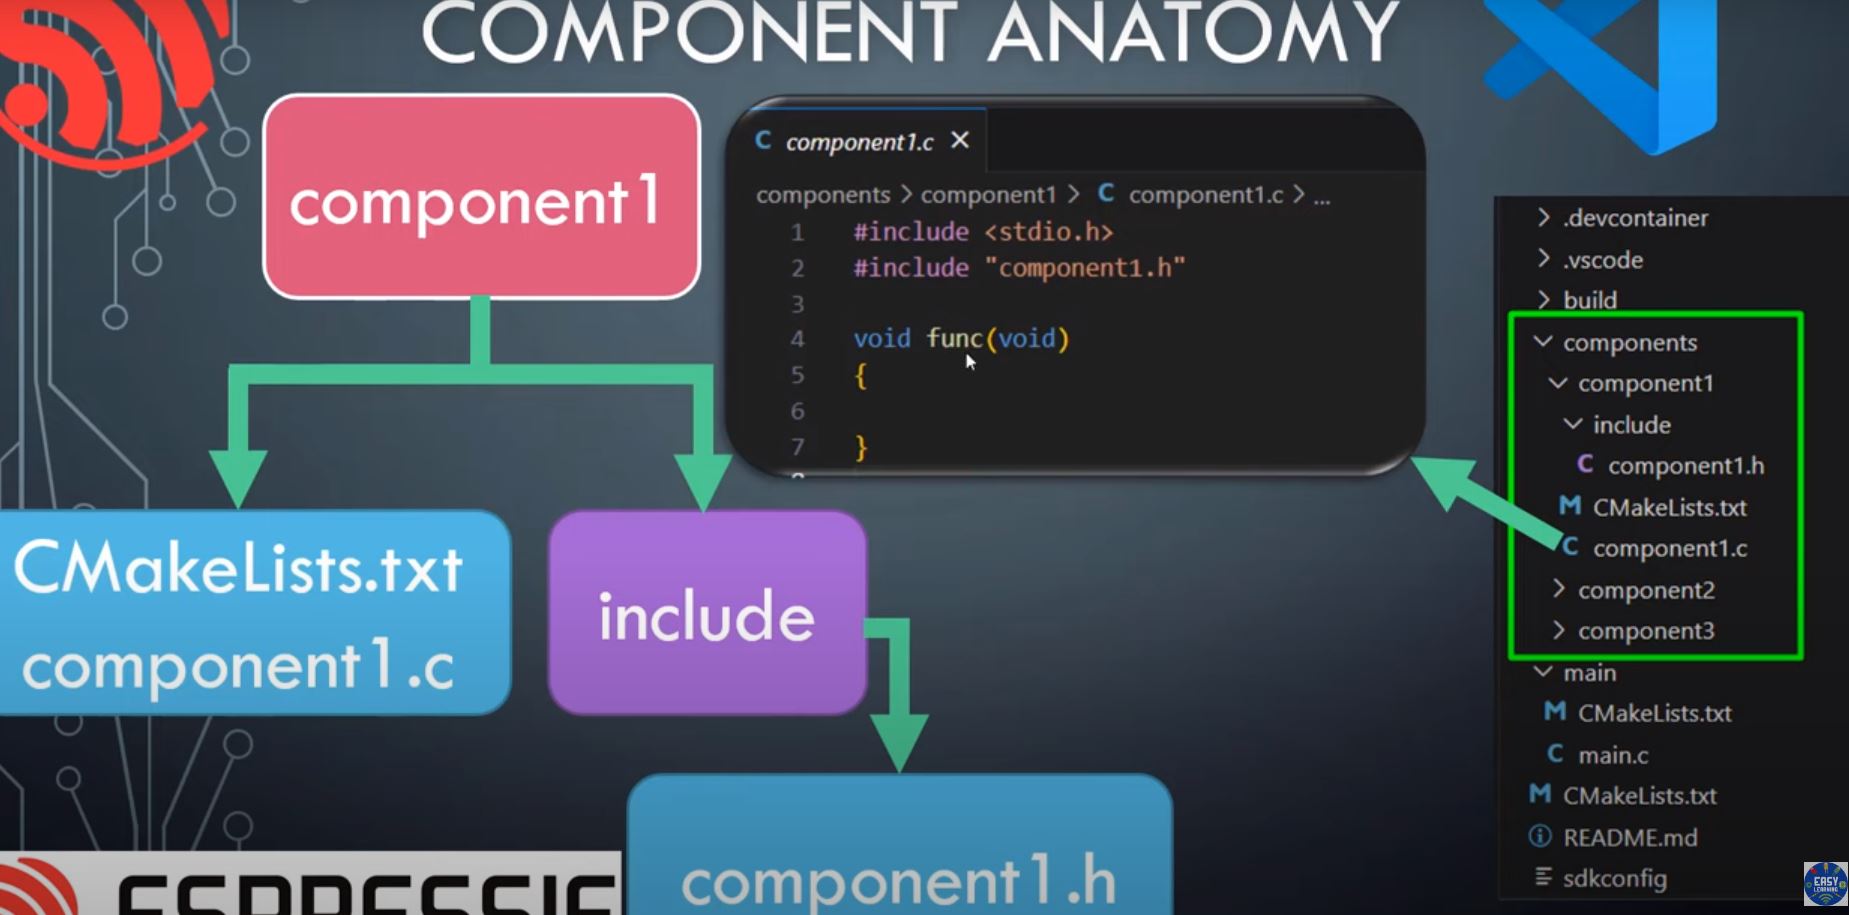 COMPONENT ANATOMY
component1
CMakeLists.txt
component1.c
include
component1.h
C component1.c ×
components > component1 > C component1.c > ...
1 #include <stdio.h>
2 #include "component1.h"
3
4 void func(void)
5 {
6
7 }
> .devcontainer
> .vscode
> build
components
component1
include
C component1.h
M CMakeLists.txt
C component1.c
> component2
> component3
main
M CMakeLists.txt
C main.c
M CMakeLists.txt
README.md
sdkconfig
EASY
LEARNING